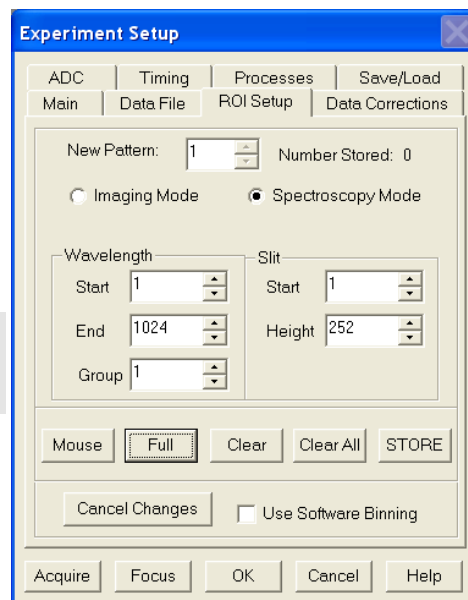 Experiment Setup
ADC Timing Processes Save/Load
Main Data File ROI Setup Data Corrections
New Pattern: 1 Number Stored: 0
Imaging Mode Spectroscopy Mode
Wavelength Slit
Start 1 Start 1
End 1024 Height 252
Group 1
Mouse Full Clear Clear All STORE
Cancel Changes Use Software Binning
Acquire Focus OK Cancel Help